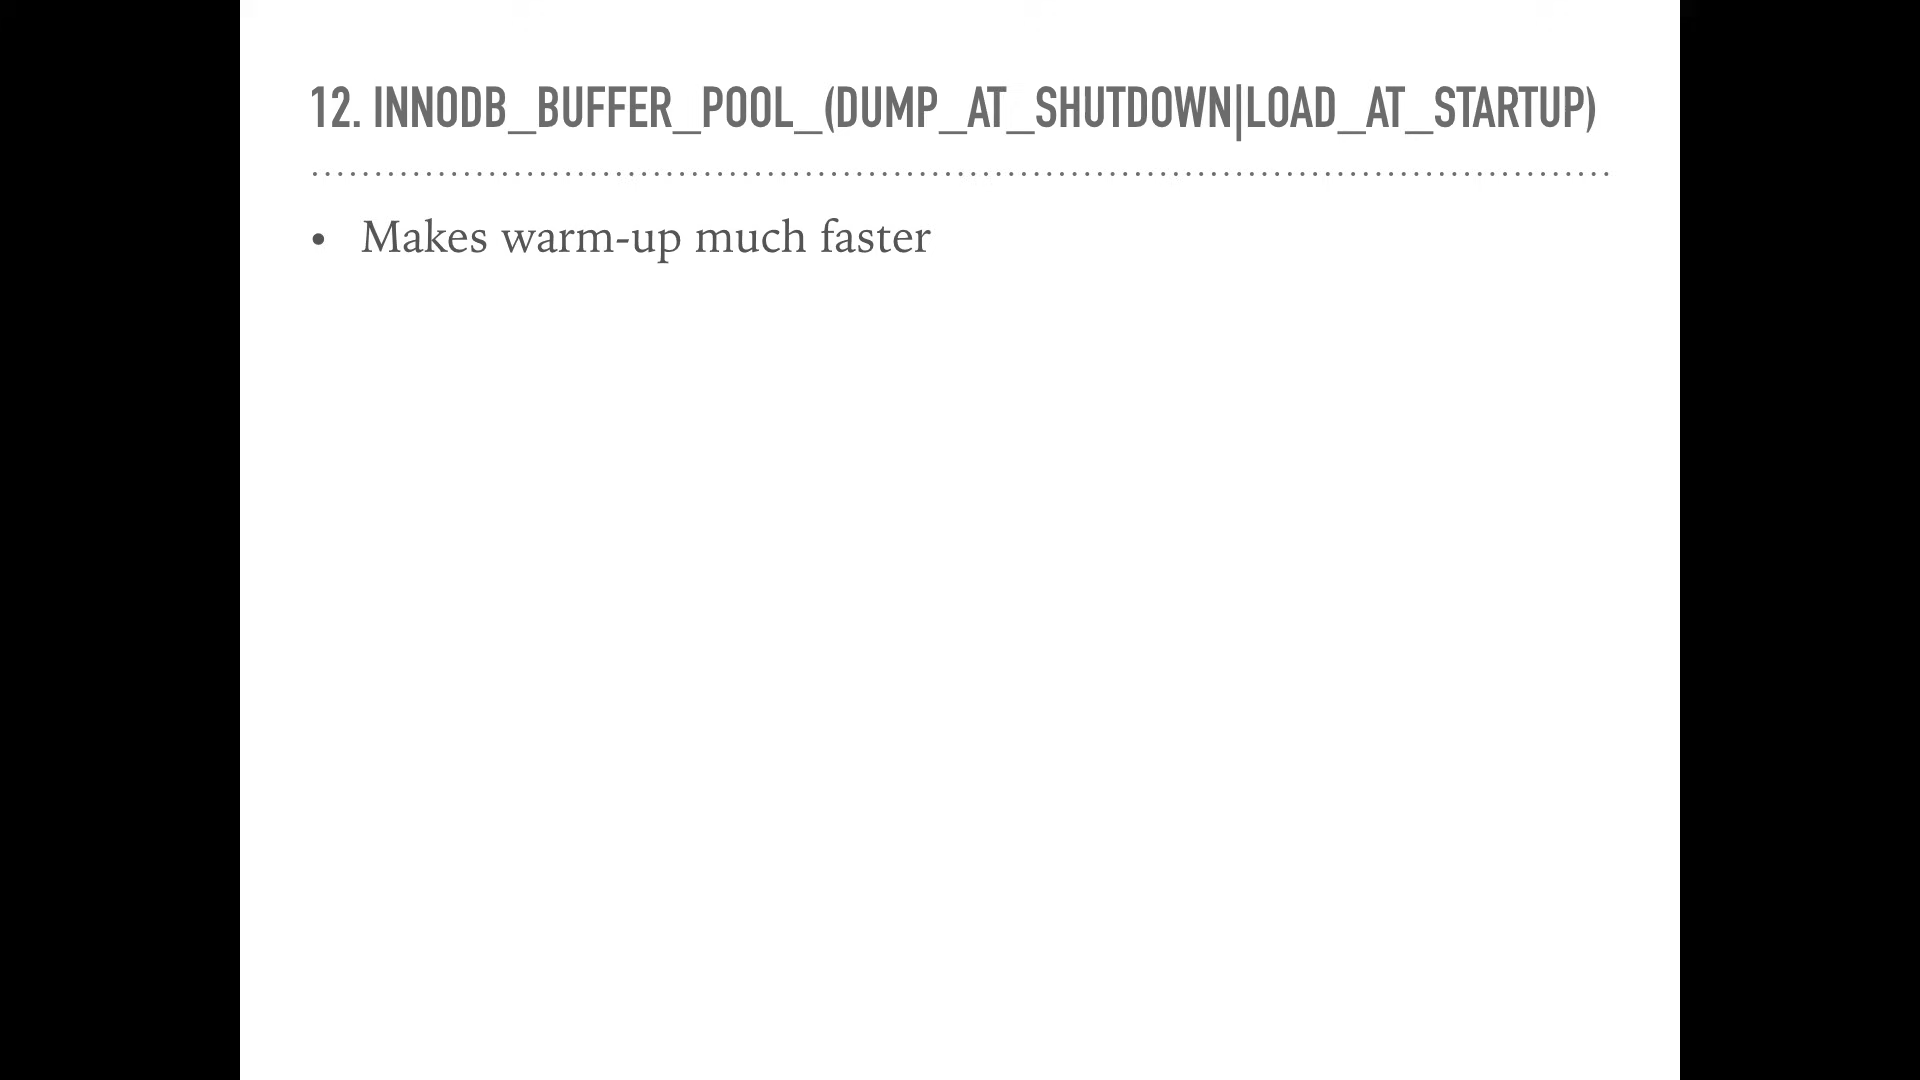 12. INNODB_BUFFER_POOL_(DUMP_AT_SHUTDOWN|LOAD_AT_STARTUP)
• Makes warm-up much faster